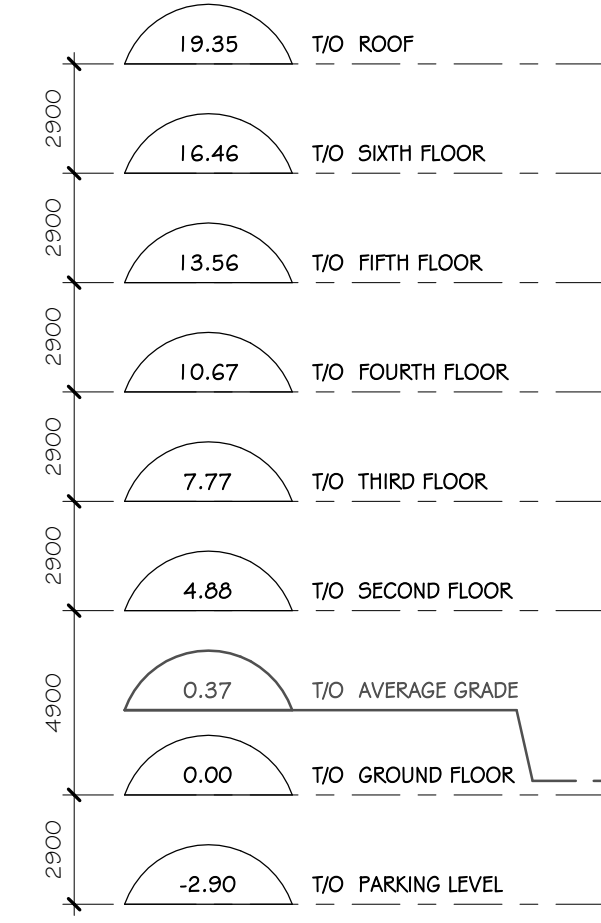 19.35 T/O ROOF
2900
16.46 T/O SIXTH FLOOR
2900
13.56 T/O FIFTH FLOOR
2900
10.67 T/O FOURTH FLOOR
2900
7.77 T/O THIRD FLOOR
2900
4.88 T/O SECOND FLOOR
0.37 T/O AVERAGE GRADE
4900
0.00 T/O GROUND FLOOR
2900
-2.90 T/O PARKING LEVEL